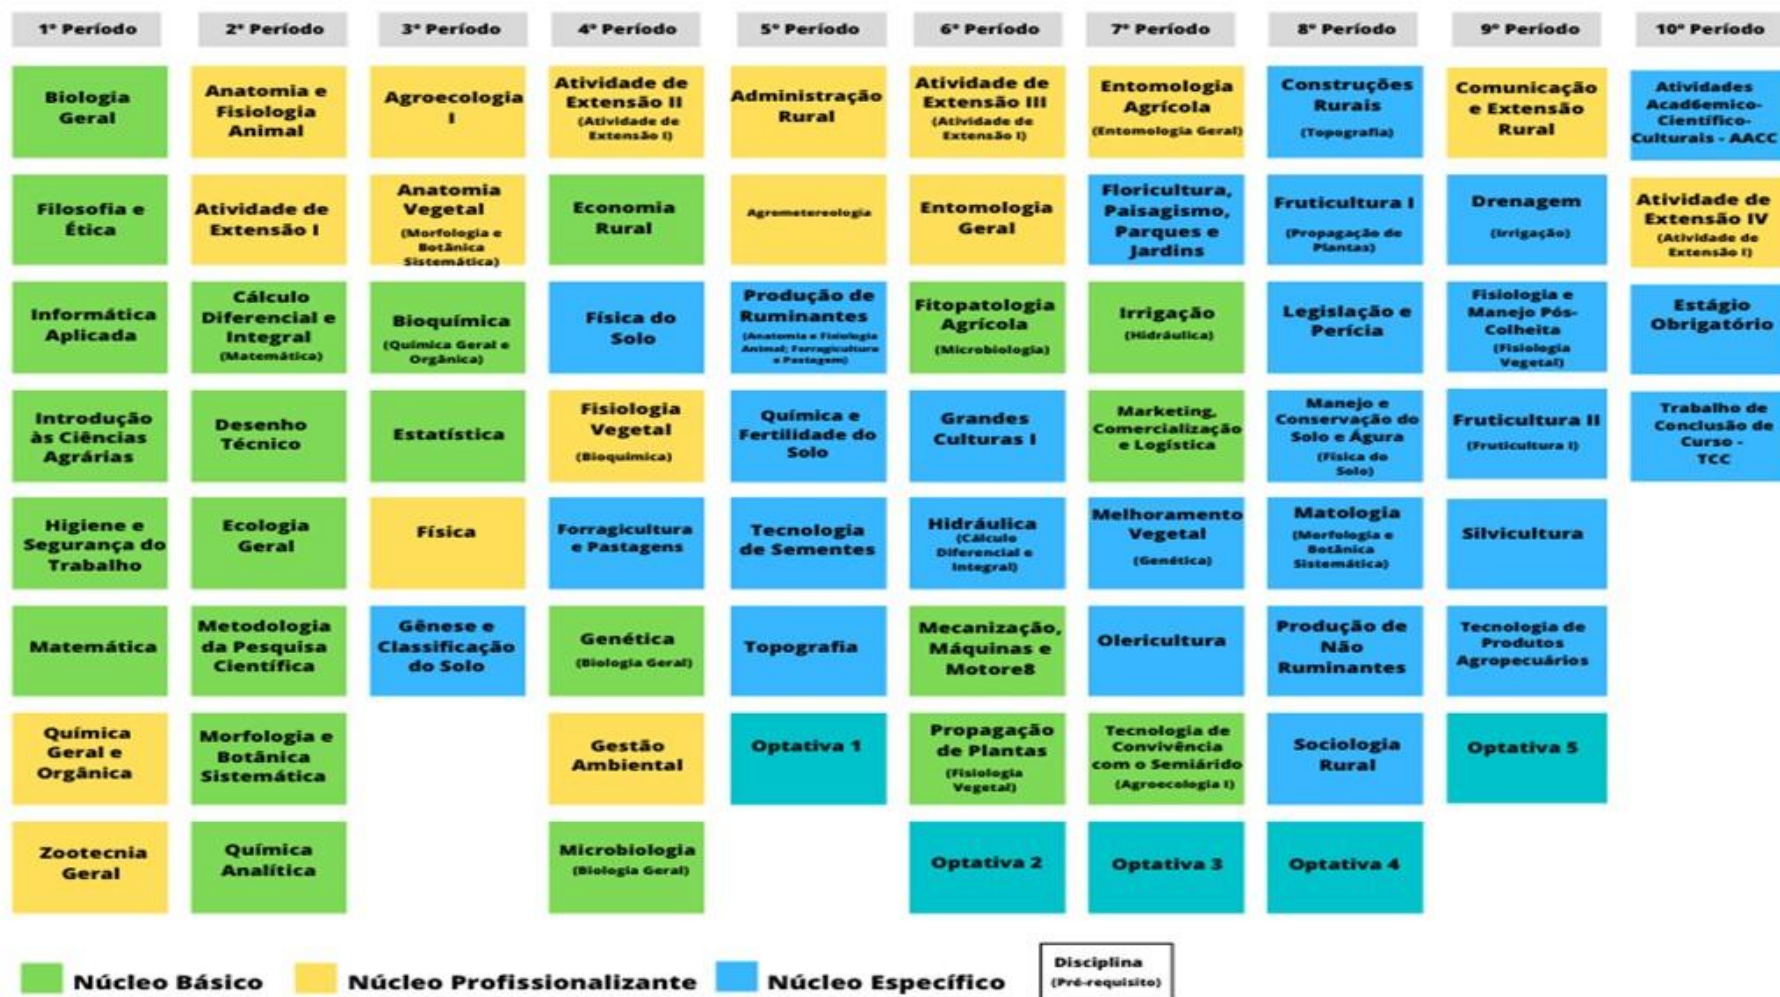 1° Período
2° Período
3° Período
4° Período
5° Período
6° Período
7° Período
8° Período
9° Período
10° Período
Biologia
Geral
Anatomia e
Fisiologia
Animal
Agroecologia
I
Atividade de
Extensão II
(Atividade de
Extensão I)
Administração
Rural
Atividade de
Extensão III
(Atividade de
Extensão I)
Entomologia
Agrícola
(Entomologia Geral)
Construções
Rurais
(Topografia)
Comunicação
e Extensão
Rural
Atividades
Acad6emico-
Científico-
Culturais - AACC
Filosofia e
Ética
Atividade de
Extensão I
Anatomia
Vegetal
(Morfologia e
Botânica
Sistemática)
Economia
Rural
Agrometereologia
Entomologia
Geral
Floricultura,
Paisagismo,
Parques e
Jardins
Fruticultura I
(Propagação de
Plantas)
Drenagem
(Irrigação)
Atividade de
Extensão IV
(Atividade de
Extensão I)
Informática
Aplicada
Cálculo
Diferencial e
Integral
(Matemática)
Bioquímica
(Química Geral e
Orgânica)
Física do
Solo
Produção de
Ruminantes
(Anatomia e Fisiologia
Animal; Forragicultura
e Pastagem)
Fitopatologia
Agrícola
(Microbiologia)
Irrigação
(Hidráulica)
Legislação e
Perícia
Fisiologia e
Manejo Pós-
Colheita
(Fisiologia
Vegetal)
Estágio
Obrigatório
Introdução
às Ciências
Agrárias
Desenho
Técnico
Estatística
Fisiologia
Vegetal
(Bioquímica)
Química e
Fertilidade do
Solo
Grandes
Culturas I
Marketing,
Comercialização
e Logística
Manejo e
Conservação do
Solo e Água
(Física do
Solo)
Fruticultura II
(Fruticultura I)
Trabalho de
Conclusão de
Curso -
TCC
Higiene e
Segurança do
Trabalho
Ecologia
Geral
Física
Forragicultura
e Pastagens
Tecnologia
de Sementes
Hidráulica
(Cálculo
Diferencial e
Integral)
Melhoramento
Vegetal
(Genética)
Matologia
(Morfologia e
Botânica
Sistemática)
Silvicultura
Matemática
Metodologia
da Pesquisa
Científica
Gênese e
Classificação
do Solo
Genética
(Biologia Geral)
Topografia
Mecanização,
Máquinas e
Motore8
Olericultura
Produção de
Não
Ruminantes
Tecnologia de
Produtos
Agropecuários
Química
Geral e
Orgânica
Morfologia e
Botânica
Sistemática
Gestão
Ambiental
Optativa 1
Propagação
de Plantas
(Fisiologia
Vegetal)
Tecnologia de
Convivência
com o Semiárido
(Agroecologia I)
Sociologia
Rural
Optativa 5
Zootecnia
Geral
Química
Analítica
Microbiologia
(Biologia Geral)
Optativa 2
Optativa 3
Optativa 4
Núcleo Básico
Núcleo Profissionalizante
Núcleo Específico
Disciplina
(Pré-requisito)